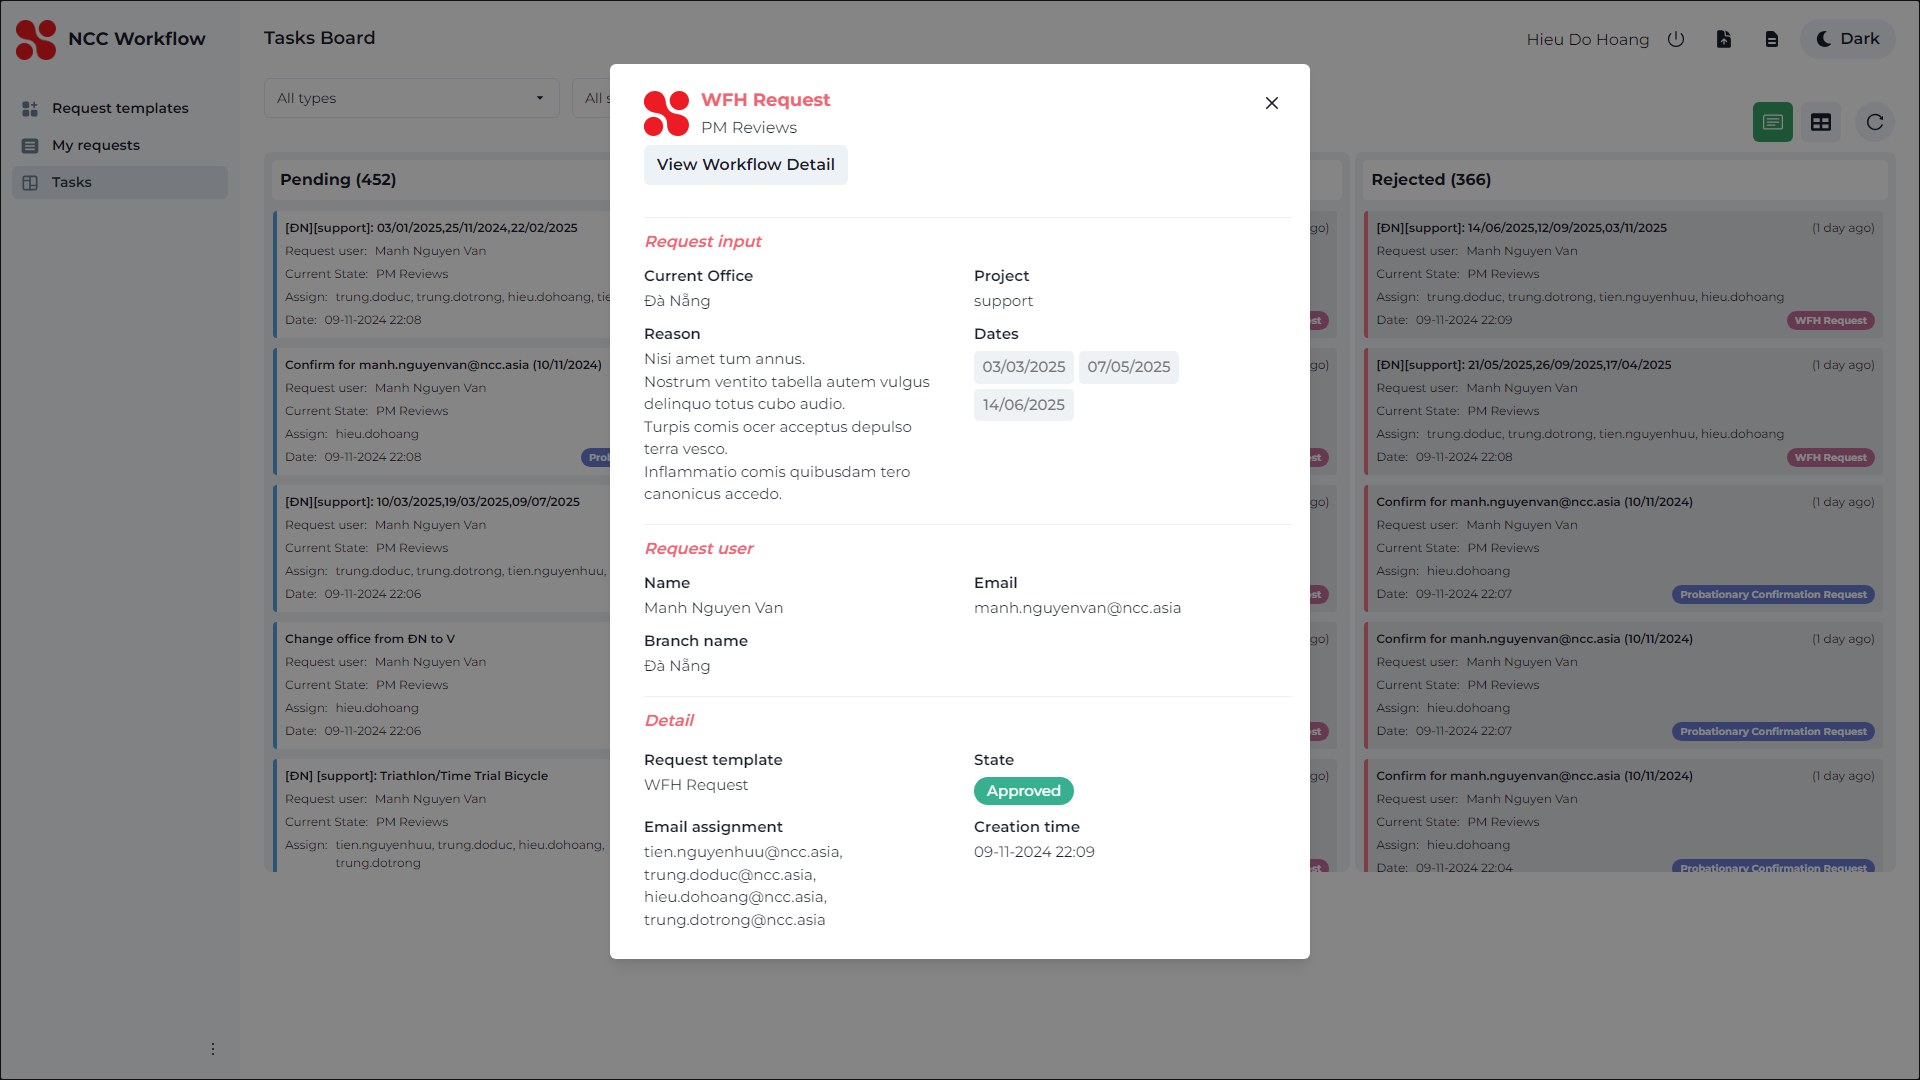 NCC Workflow
Request templates
My requests
Tasks
Tasks Board
Hieu Do Hoang
Dark
All types
All s
Pending (452)
[ĐN][support]: 03/01/2025,25/11/2024,22/02/2025
Request user: Manh Nguyen Van
Current State: PM Reviews
Assign: trung.doduc, trung.dotrong, hieu.dohoang, tie
Date: 09-11-2024 22:08
Confirm for manh.nguyenvan@ncc.asia (10/11/2024)
Request user: Manh Nguyen Van
Current State: PM Reviews
Assign: hieu.dohoang
Date: 09-11-2024 22:08
Prol
[ĐN][support]: 10/03/2025,19/03/2025,09/07/2025
Request user: Manh Nguyen Van
Current State: PM Reviews
Assign: trung.doduc, trung.dotrong, tien.nguyenhuu,
Date: 09-11-2024 22:06
Change office from ĐN to V
Request user: Manh Nguyen Van
Current State: PM Reviews
Assign: hieu.dohoang
Date: 09-11-2024 22:06
[ĐN] [support]: Triathlon/Time Trial Bicycle
Request user: Manh Nguyen Van
Current State: PM Reviews
Assign: tien.nguyenhuu, trung.doduc, hieu.dohoang,
trung.dotrong
WFH Request
PM Reviews
View Workflow Detail
Request input
Current Office
Đà Nẵng
Project
support
Reason
Nisi amet tum annus.
Nostrum ventito tabella autem vulgus
delinquo totus cubo audio.
Turpis comis ocer acceptus depulso
terra vesco.
Inflammatio comis quibusdam tero
canonicus accedo.
Dates
03/03/2025 07/05/2025
14/06/2025
Request user
Name
Manh Nguyen Van
Email
manh.nguyenvan@ncc.asia
Branch name
Đà Nẵng
Detail
Request template
WFH Request
State
Approved
Email assignment
tien.nguyenhuu@ncc.asia,
trung.doduc@ncc.asia,
hieu.dohoang@ncc.asia,
trung.dotrong@ncc.asia
Creation time
09-11-2024 22:09
go)
st
go)
st
go)
st
go)
st
go)
st
Rejected (366)
[ĐN][support]: 14/06/2025,12/09/2025,03/11/2025 (1 day ago)
Request user: Manh Nguyen Van
Current State: PM Reviews
Assign: trung.doduc, trung.dotrong, tien.nguyenhuu, hieu.dohoang
Date: 09-11-2024 22:09 WFH Request
[ĐN][support]: 21/05/2025,26/09/2025,17/04/2025 (1 day ago)
Request user: Manh Nguyen Van
Current State: PM Reviews
Assign: trung.doduc, trung.dotrong, tien.nguyenhuu, hieu.dohoang
Date: 09-11-2024 22:08 WFH Request
Confirm for manh.nguyenvan@ncc.asia (10/11/2024) (1 day ago)
Request user: Manh Nguyen Van
Current State: PM Reviews
Assign: hieu.dohoang
Date: 09-11-2024 22:07 Probationary Confirmation Request
Confirm for manh.nguyenvan@ncc.asia (10/11/2024) (1 day ago)
Request user: Manh Nguyen Van
Current State: PM Reviews
Assign: hieu.dohoang
Date: 09-11-2024 22:07 Probationary Confirmation Request
Confirm for manh.nguyenvan@ncc.asia (10/11/2024) (1 day ago)
Request user: Manh Nguyen Van
Current State: PM Reviews
Assign: hieu.dohoang
Date: 09-11-2024 22:04 Probationary Confirmation Request